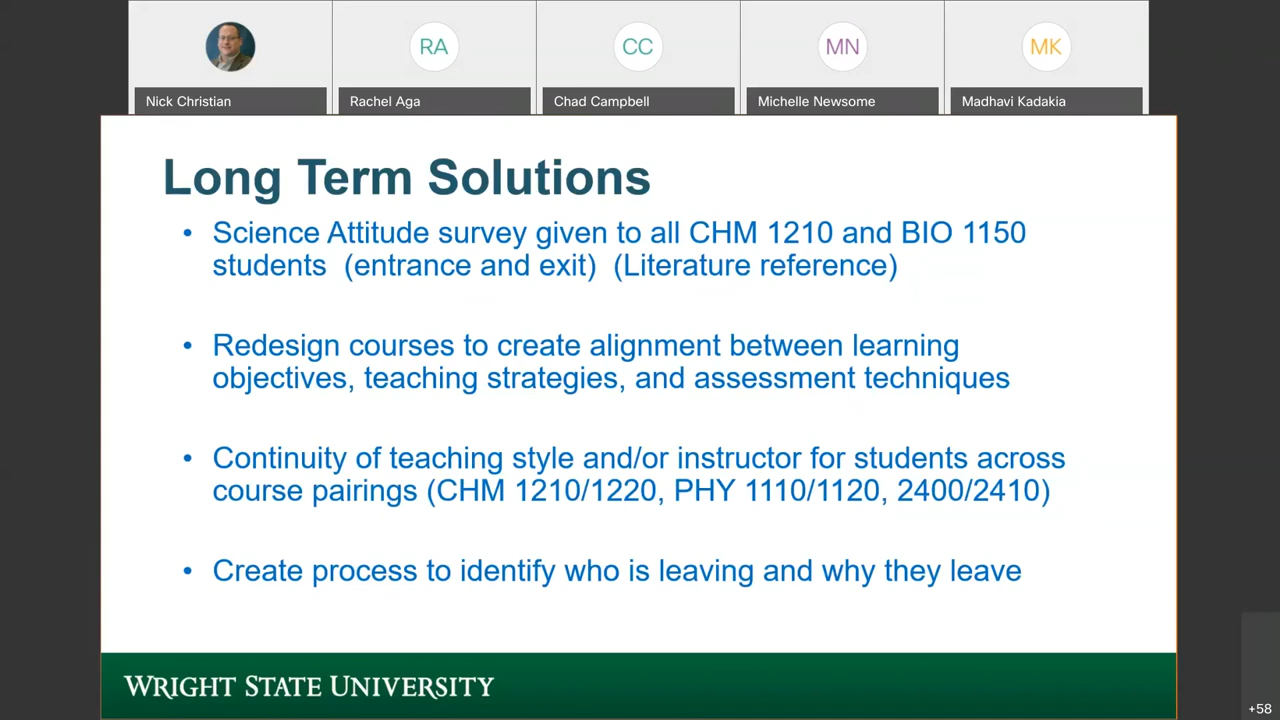 RA
CC
MN
MK
Nick Christian
Rachel Aga
Chad Campbell
Michelle Newsome
Madhavi Kadakia
Long Term Solutions
• Science Attitude survey given to all CHM 1210 and BIO 1150
students (entrance and exit) (Literature reference)
• Redesign courses to create alignment between learning
objectives, teaching strategies, and assessment techniques
• Continuity of teaching style and/or instructor for students across
course pairings (CHM 1210/1220, PHY 1110/1120, 2400/2410)
• Create process to identify who is leaving and why they leave
WRIGHT STATE UNIVERSITY
+58